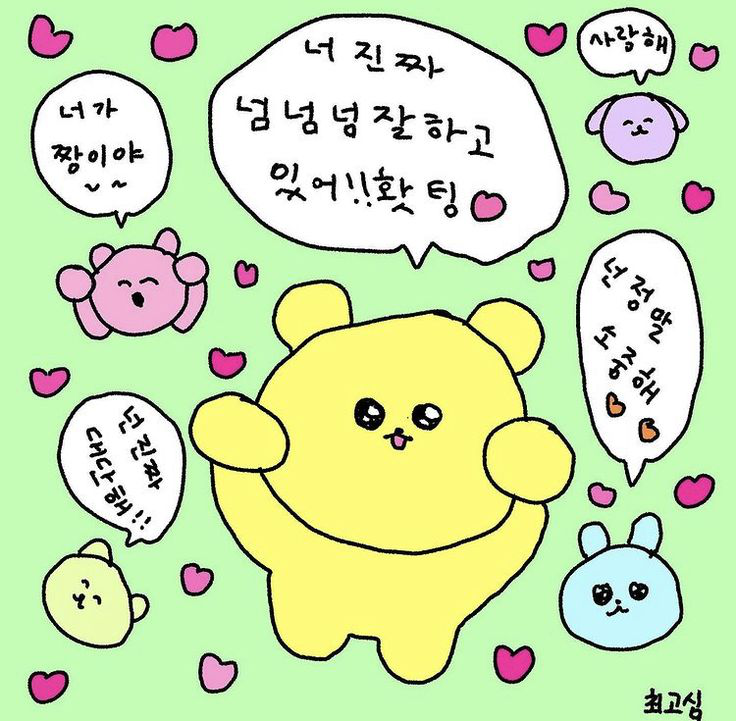 너 진짜
넘넘넘잘하고
있어!!홧팅
사랑해
너가
짱이야
~ ~
넌정말
소중해
넌진짜
대단해!!
최고심